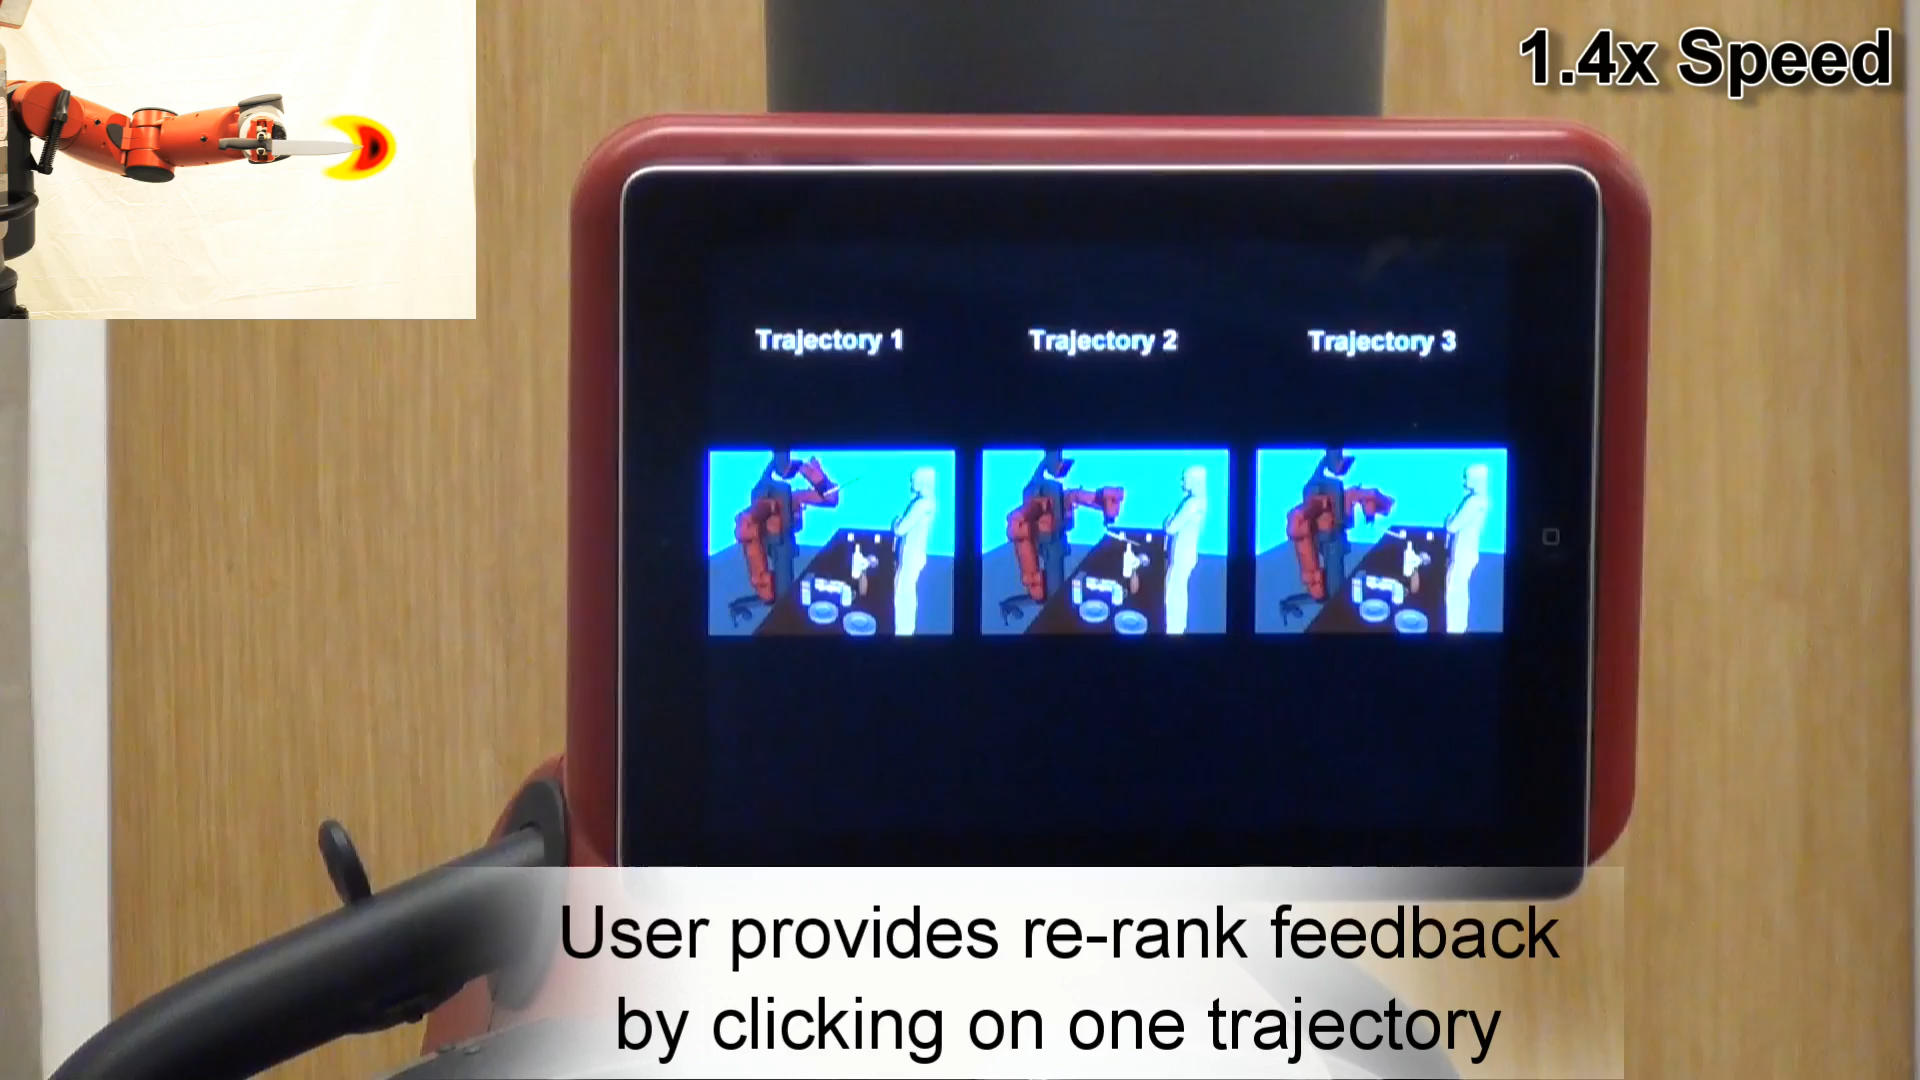 1.4x Speed
Trajectory 1
Trajectory 2
Trajectory 3
User provides re-rank feedback
by clicking on one trajectory